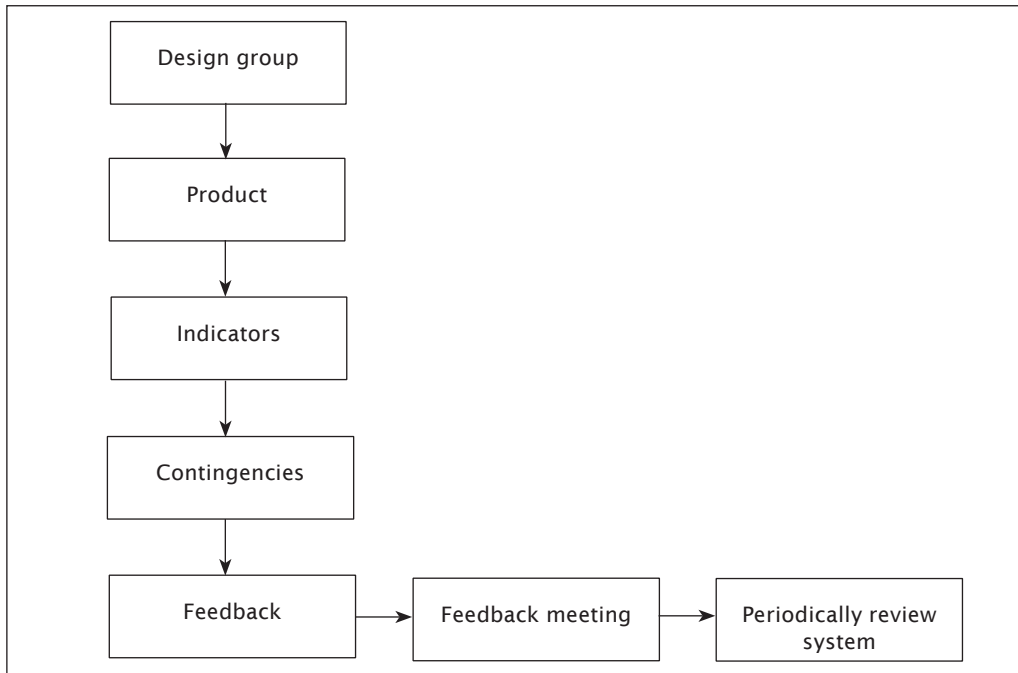 Design group
Product
Indicators
Contingencies
Feedback
Feedback meeting
Periodically review
system